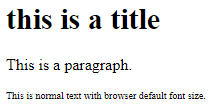 this is a title
This is a paragraph.
This is normal text with browser default font size.